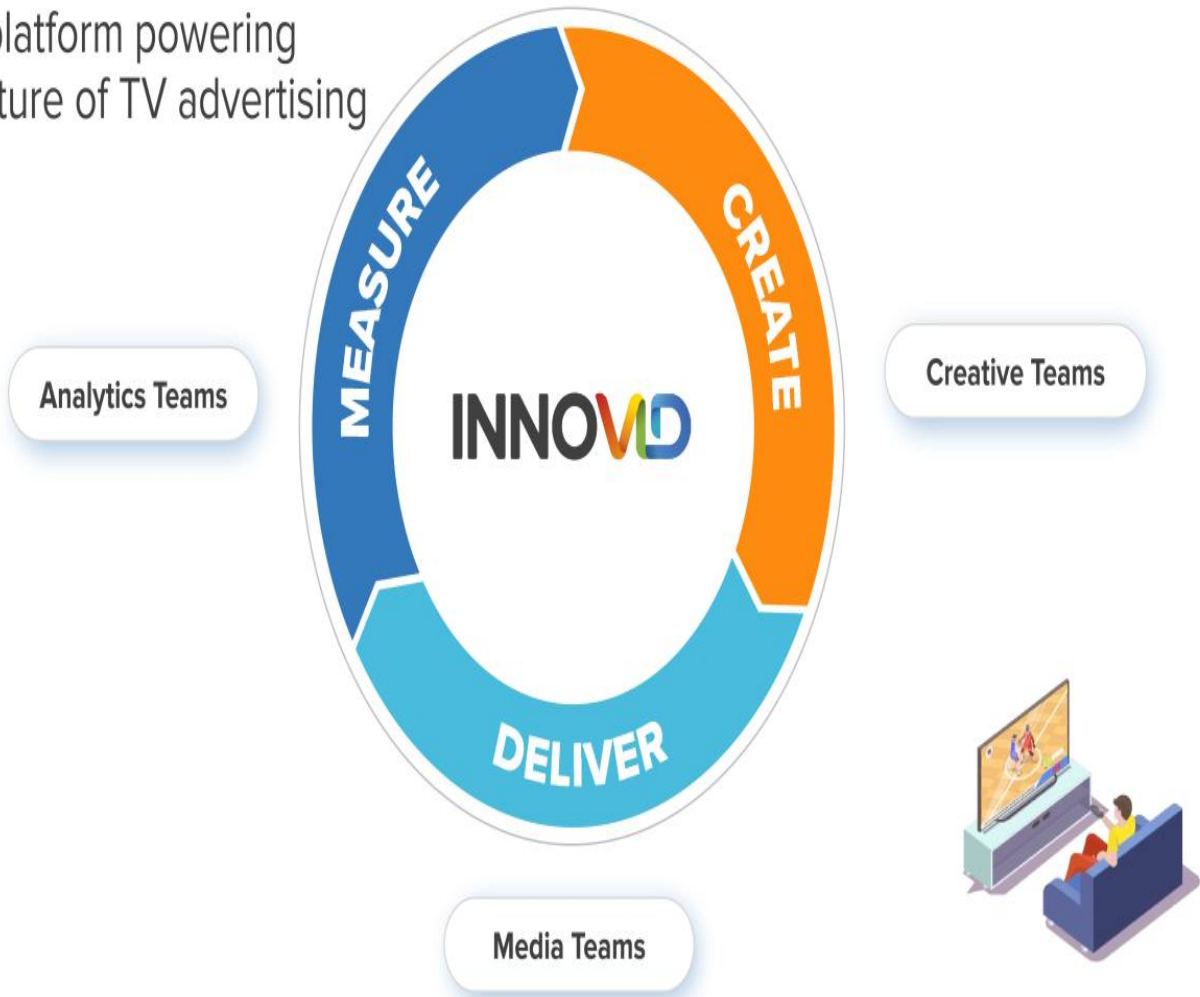 platform powering
ture of TV advertising
MEASURE
CREATE
Analytics Teams
INNOVID
Creative Teams
DELIVER
Media Teams